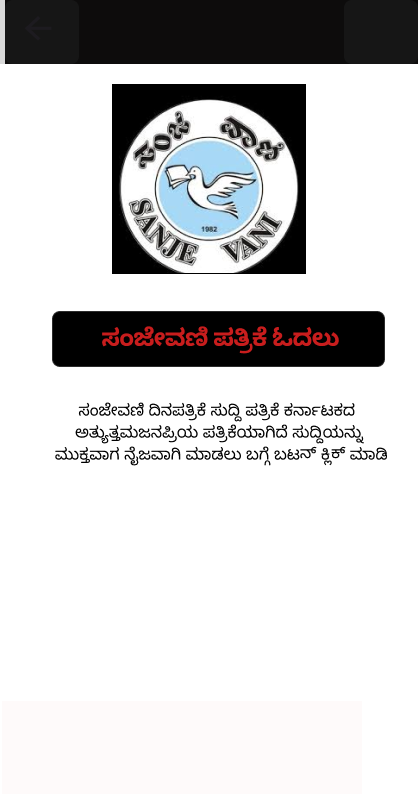 ಸಂಜೆ ವಾಣಿ
SANJE VANI
1982
ಸಂಜೇವಣಿ ಪತ್ರಿಕೆ ಓದಲು
ಸಂಜೇವಣಿ ದಿನಪತ್ರಿಕೆ ಸುದ್ದಿ ಪತ್ರಿಕೆ ಕರ್ನಾಟಕದ
ಅತ್ಯುತ್ತಮಜನಪ್ರಿಯ ಪತ್ರಿಕೆಯಾಗಿದೆ ಸುದ್ದಿಯನ್ನು
ಮುಕ್ತವಾಗ ನೈಜವಾಗಿ ಮಾಡಲು ಬಗ್ಗೆ ಬಟನ್ ಕ್ಲಿಕ್ ಮಾಡಿ